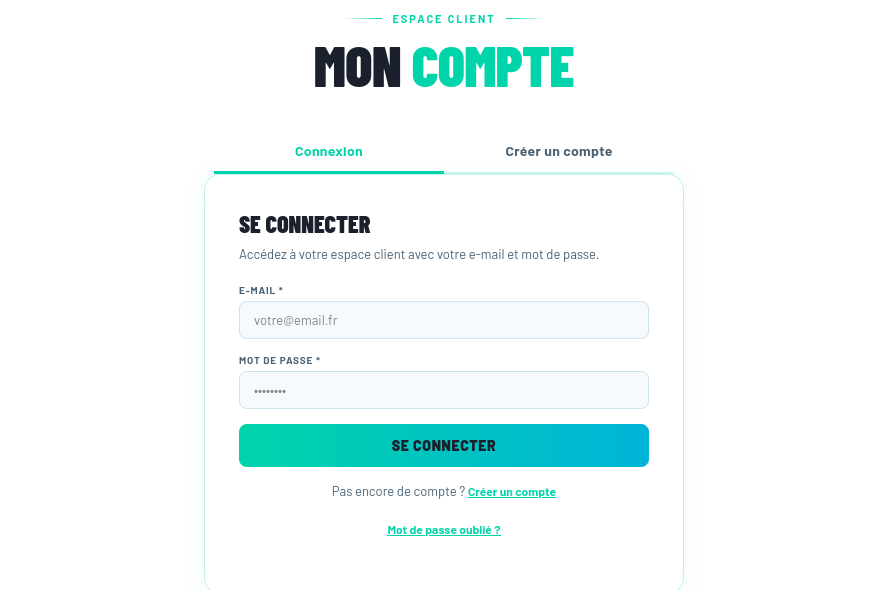 ESPACE CLIENT
MON COMPTE
Connexion
Créer un compte
SE CONNECTER
Accédez à votre espace client avec votre e-mail et mot de passe.
E-MAIL *
votre@email.fr
MOT DE PASSE *
••••••••
SE CONNECTER
Pas encore de compte ? Créer un compte
Mot de passe oublié ?